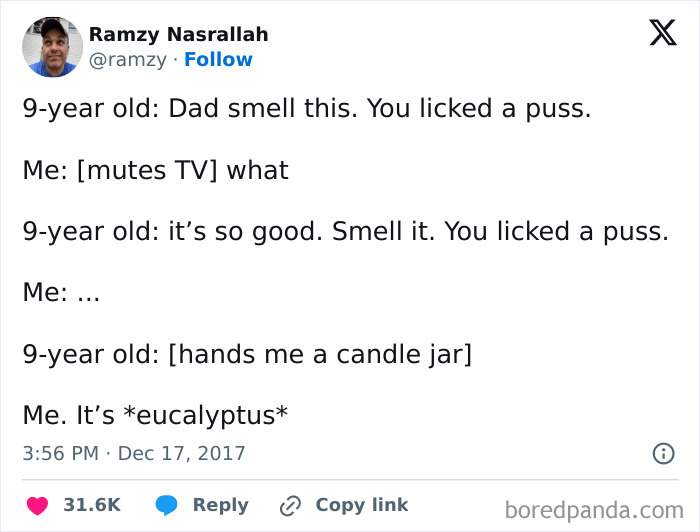 Ramzy Nasrallah
@ramzy · Follow
9-year old: Dad smell this. You licked a puss.
Me: [mutes TV] what
9-year old: it’s so good. Smell it. You licked a puss.
Me: ...
9-year old: [hands me a candle jar]
Me. It’s *eucalyptus*
3:56 PM · Dec 17, 2017
31.6K Reply Copy link
boredpanda.com